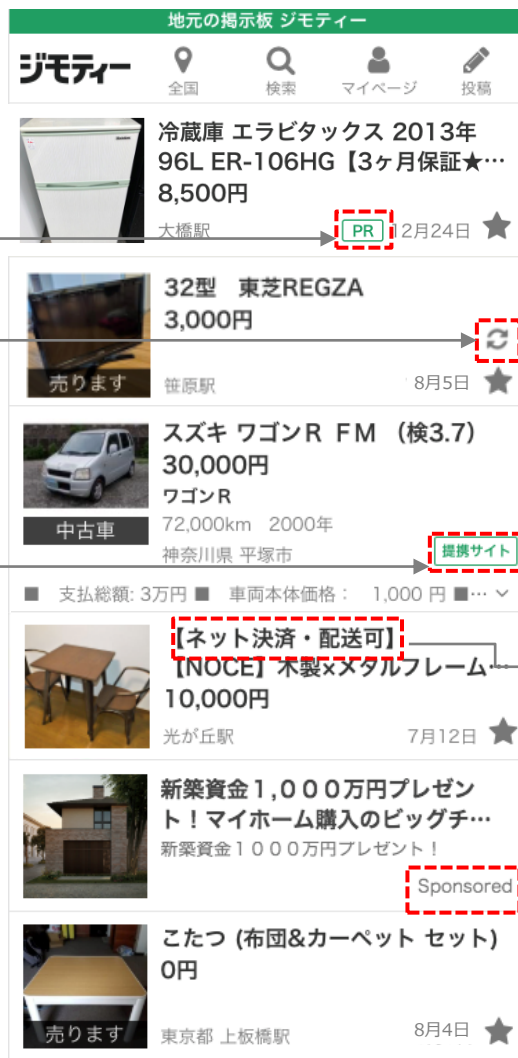 地元の掲示板 ジモティー
ジモティー
全国
検索
マイページ
投稿
冷蔵庫 エラビタックス 2013年
96L ER-106HG【3ヶ月保証★…
8,500円
大橋駅
PR
12月24日
32型　東芝REGZA
3,000円
売ります
笹原駅
8月5日
スズキ ワゴンＲ ＦＭ （検3.7）
30,000円
ワゴンＲ
72,000km　2000年
中古車
神奈川県 平塚市
提携サイト
■　支払総額: 3万円 ■　車両本体価格：　1,000 円 ■…
【ネット決済・配送可】
【NOCE】木製×メタルフレーム…
10,000円
光が丘駅
7月12日
新築資金１,０００万円プレゼン
ト！マイホーム購入のビッグチ…
新築資金１０００万円プレゼント！
Sponsored
こたつ (布団&カーペット セット)
0円
売ります
東京都 上板橋駅
8月4日